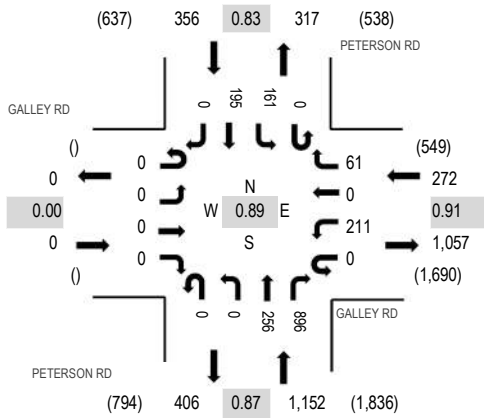 (637) 356 0.83 317 (538)
PETERSON RD
GALLEY RD
0 195 161 0
() 0 61 (549)
0 0 0 272
0.00 0 W N 0.89 S E 211 0.91
0 0 0 1,057
() (1,690)
0 0 256 896
GALLEY RD
PETERSON RD
(794) 406 0.87 1,152 (1,836)